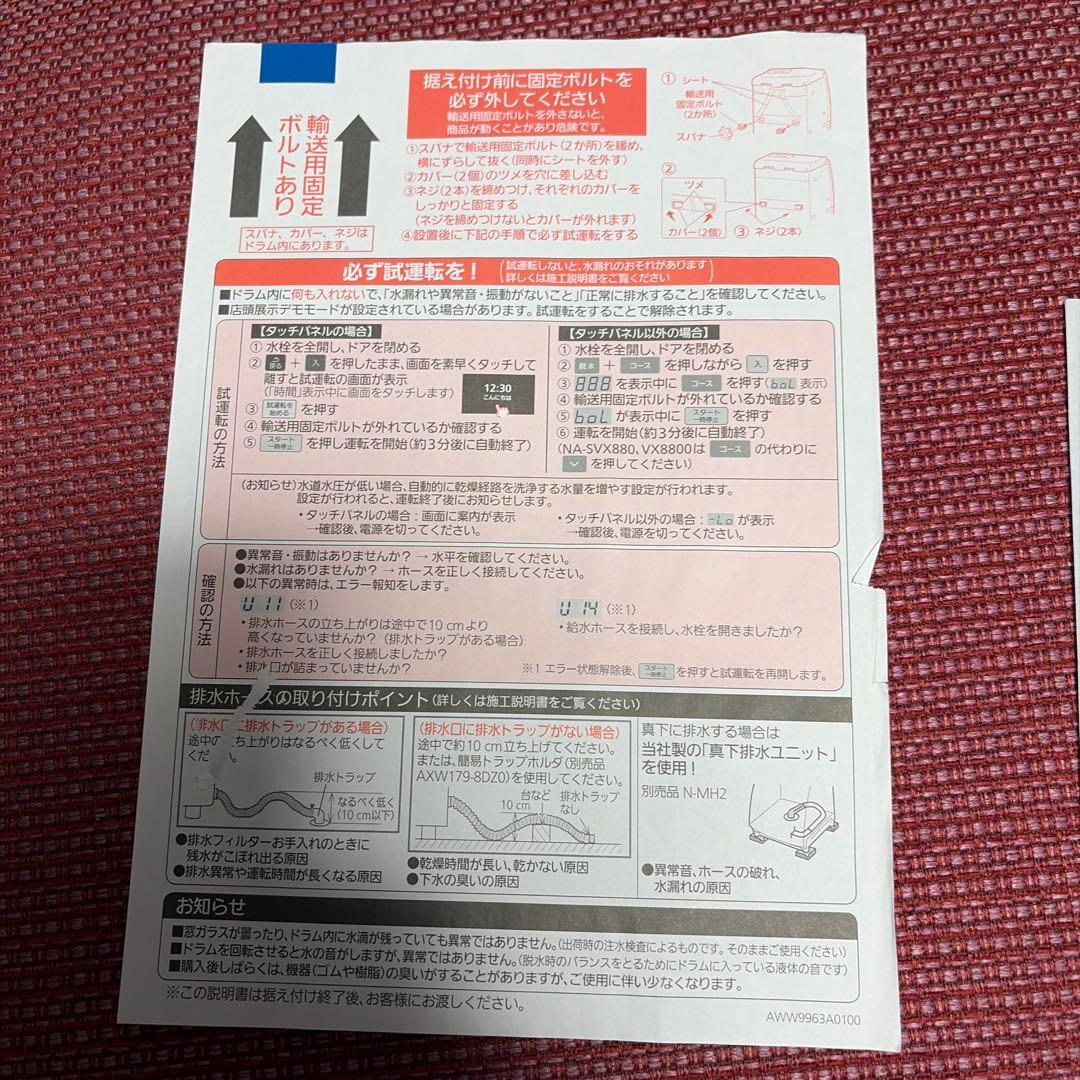 輸送用固定
ボルトあり
スパナ、カバー、ネジは
ドラム内にあります。
据え付け前に固定ボルトを
必ず外してください
輸送用固定ボルトを外さないと、
商品が動くことがあり危険です。
①スパナで輸送用固定ボルト(2か所)を緩め、
横にずらして抜く(同時にシートを外す)
②カバー(2個)のツメを穴に差し込む
③ネジ(2本)を締めつけ、それぞれのカバーを
しっかりと固定する
(ネジを締めつけないとカバーが外れます)
④設置後に下記の手順で必ず試運転をする
① シート
輸送用
固定ボルト
(2か所)
スパナ
②
ツメ
カバー(2個)
③ ネジ(2本)
必ず試運転を!
(試運転しないと、水漏れのおそれがあります
詳しくは施工説明書をご覧ください)
■ドラム内に何も入れないで、「水漏れや異常音・振動がないこと」「正常に排水すること」を確認してください。
■店頭展示デモモードが設定されている場合があります。試運転をすることで解除されます。
試運転の方法
【タッチパネルの場合】
① 水栓を全開し、ドアを閉める
② 戻る + 入 を押したまま、画面を素早くタッチして
離すと試運転の画面が表示
(「時間」表示中に画面をタッチします)
12:30
こんにちは
③ 試運転を始める を押す
④ 輸送用固定ボルトが外れているか確認する
⑤ スタート一時停止 を押し運転を開始(約3分後に自動終了)
【タッチパネル以外の場合】
① 水栓を全開し、ドアを閉める
② 脱水 + コース を押しながら 入 を押す
③ 888 を表示中に コース を押す(boL 表示)
④ 輸送用固定ボルトが外れているか確認する
⑤ boL が表示中に スタート一時停止 を押す
⑥ 運転を開始(約3分後に自動終了)
(NA-SVX880、VX8800は コース の代わりに
を押してください)
(お知らせ)水道水圧が低い場合、自動的に乾燥経路を洗浄する水量を増やす設定が行われます。
設定が行われると、運転終了後にお知らせします。
・タッチパネルの場合:画面に案内が表示
→確認後、電源を切ってください。
・タッチパネル以外の場合:-Lo が表示
→確認後、電源を切ってください。
確認の方法
●異常音・振動はありませんか? → 水平を確認してください。
●水漏れはありませんか? → ホースを正しく接続してください。
●以下の異常時は、エラー報知をします。
U 11 (※1)
・排水ホースの立ち上がりは途中で10 cmより
高くなっていませんか?(排水トラップがある場合)
・排水ホースを正しく接続しましたか?
・排水口が詰まっていませんか?
U 14 (※1)
・給水ホースを接続し、水栓を開きましたか?
※1 エラー状態解除後、スタート一時停止 を押すと試運転を再開します。
排水ホースの取り付けポイント(詳しくは施工説明書をご覧ください)
(排水口に排水トラップがある場合)
途中の立ち上がりはなるべく低くして
排水トラップ
なるべく低く
(10 cm以下)
●排水フィルターお手入れのときに
残水がこぼれ出る原因
●排水異常や運転時間が長くなる原因
(排水口に排水トラップがない場合)
途中で約10 cm立ち上げてください。
または、簡易トラップホルダ(別売品
AXW179-8DZ0)を使用してください。
台など
10 cm
排水トラップ
なし
●乾燥時間が長い、乾かない原因
●下水の臭いの原因
真下に排水する場合は
当社製の「真下排水ユニット」
を使用!
別売品 N-MH2
●異常音、ホースの破れ、
水漏れの原因
お知らせ
■窓ガラスが曇ったり、ドラム内に水滴が残っていても異常ではありません。(出荷時の注水検査によるものです。そのままご使用ください)
■ドラムを回転させると水の音がしますが、異常ではありません。(脱水時のバランスをとるためにドラムに入っている液体の音です)
■購入後しばらくは、機器(ゴムや樹脂)の臭いがすることがありますが、ご使用に伴い少なくなります。
※この説明書は据え付け終了後、お客様にお渡しください。
AWW9963A0100